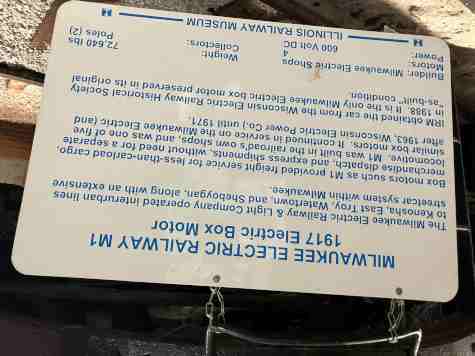 MILWAUKEE ELECTRIC RAILWAY M1
1917 Electric Box Motor
The Milwaukee Electric Railway & Light Company operated interurban lines
to Kenosha, East Troy, Watertown, and Sheboygan, along with an extensive
streetcar system within Milwaukee.
Box motors such as M1 provided freight service for less-than-carload cargo,
merchandise dispatch, and express shipments, without need for a separate
locomotive. M1 was built in the railroad's own shops and was one of five
similar box motors. It continued in service on the Milwaukee Electric (and
after 1963, Wisconsin Electric Power Co.) until 1971.
IRM obtained the car from the Wisconsin Electric Railway Historical Society
in 1988. It is the only Milwaukee Electric box motor preserved in its original
"as-built" condition.
Builder: Milwaukee Electric Shops
Motors: 4 Weight: 72,640 lbs
Power: 600 Volt DC Collectors: Poles (2)
ILLINOIS RAILWAY MUSEUM